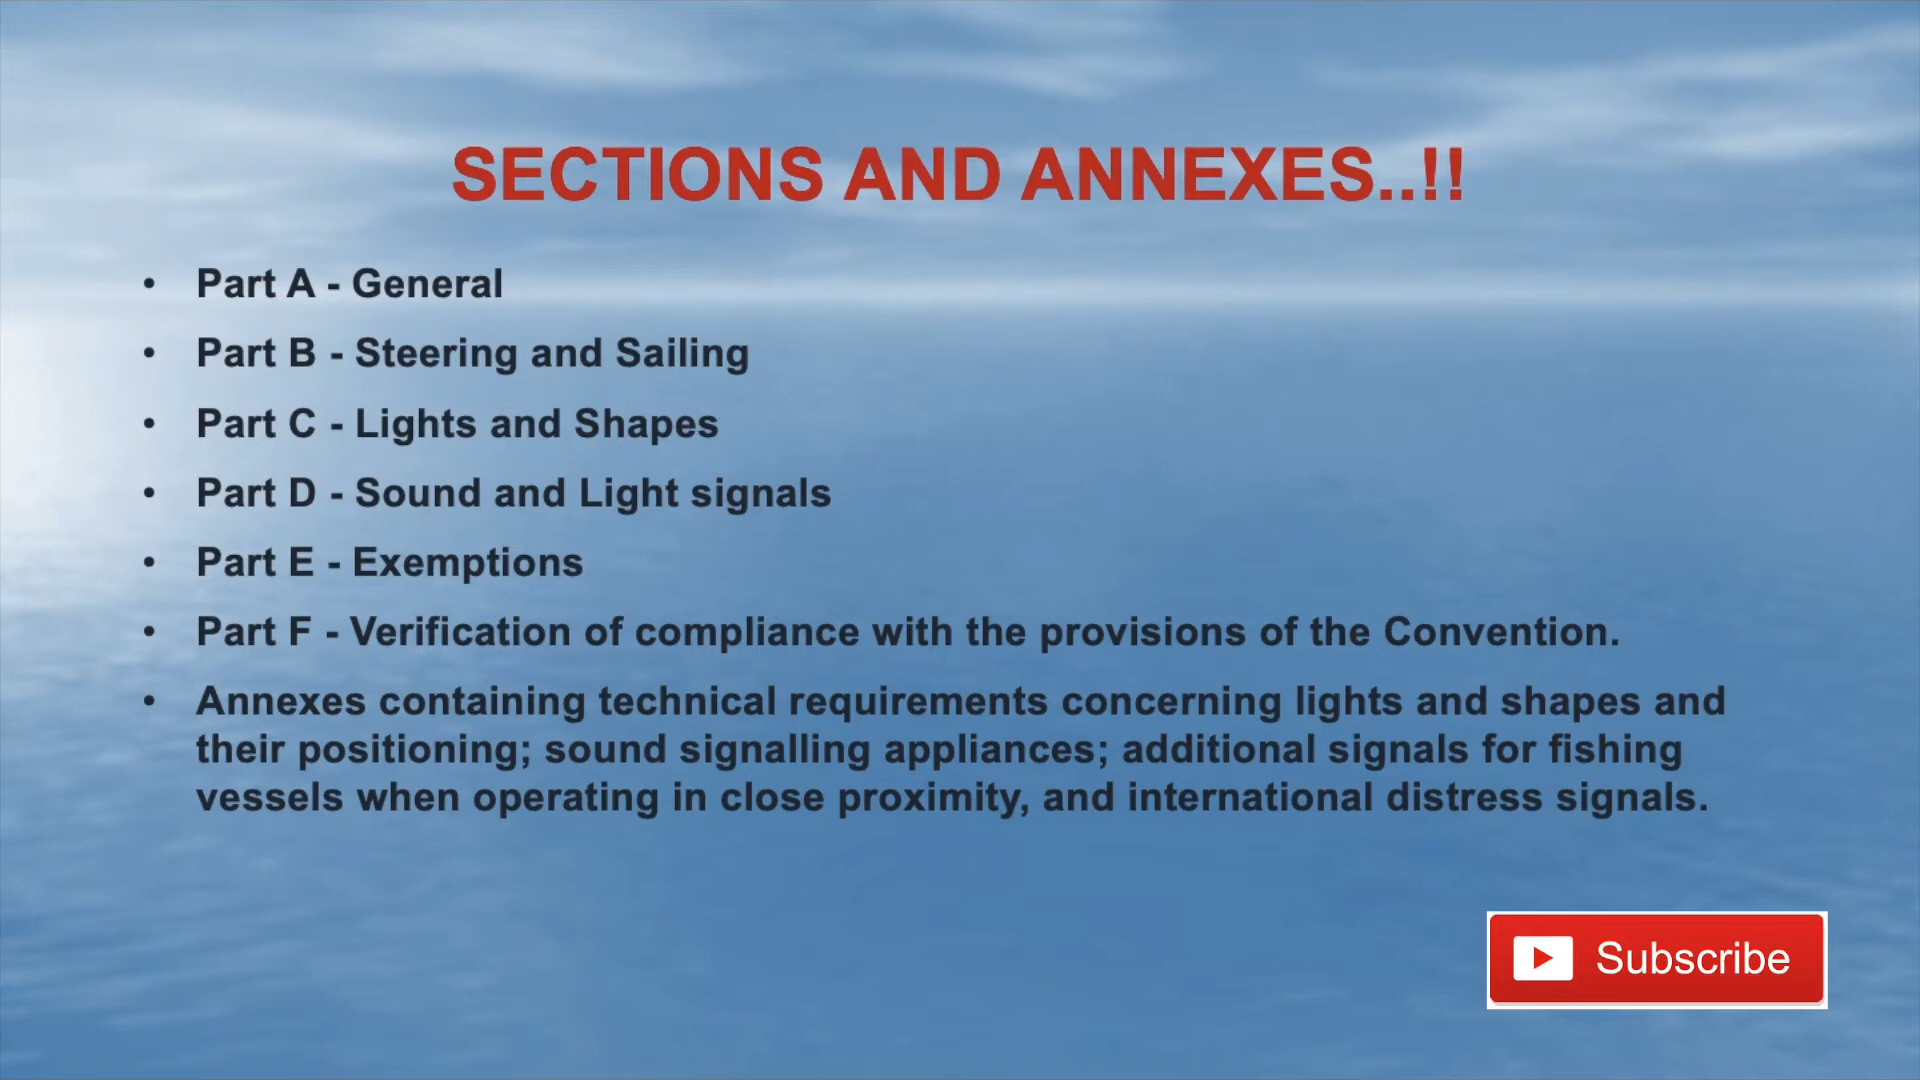 SECTIONS AND ANNEXES..!!
• Part A - General
• Part B - Steering and Sailing
• Part C - Lights and Shapes
• Part D - Sound and Light signals
• Part E - Exemptions
• Part F - Verification of compliance with the provisions of the Convention.
• Annexes containing technical requirements concerning lights and shapes and
their positioning; sound signalling appliances; additional signals for fishing
vessels when operating in close proximity, and international distress signals.
Subscribe